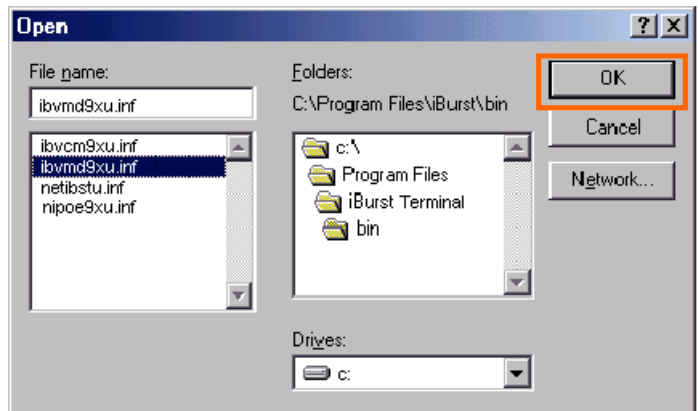 Open
File name:
ibvmd9xu.inf
ibvcm9xu.inf
ibvmd9xu.inf
netibstu.inf
nipoe9xu.inf
Folders:
C:\Program Files\iBurst\bin
c:\
Program Files
iBurst Terminal
bin
Drives:
c:
OK
Cancel
Network...